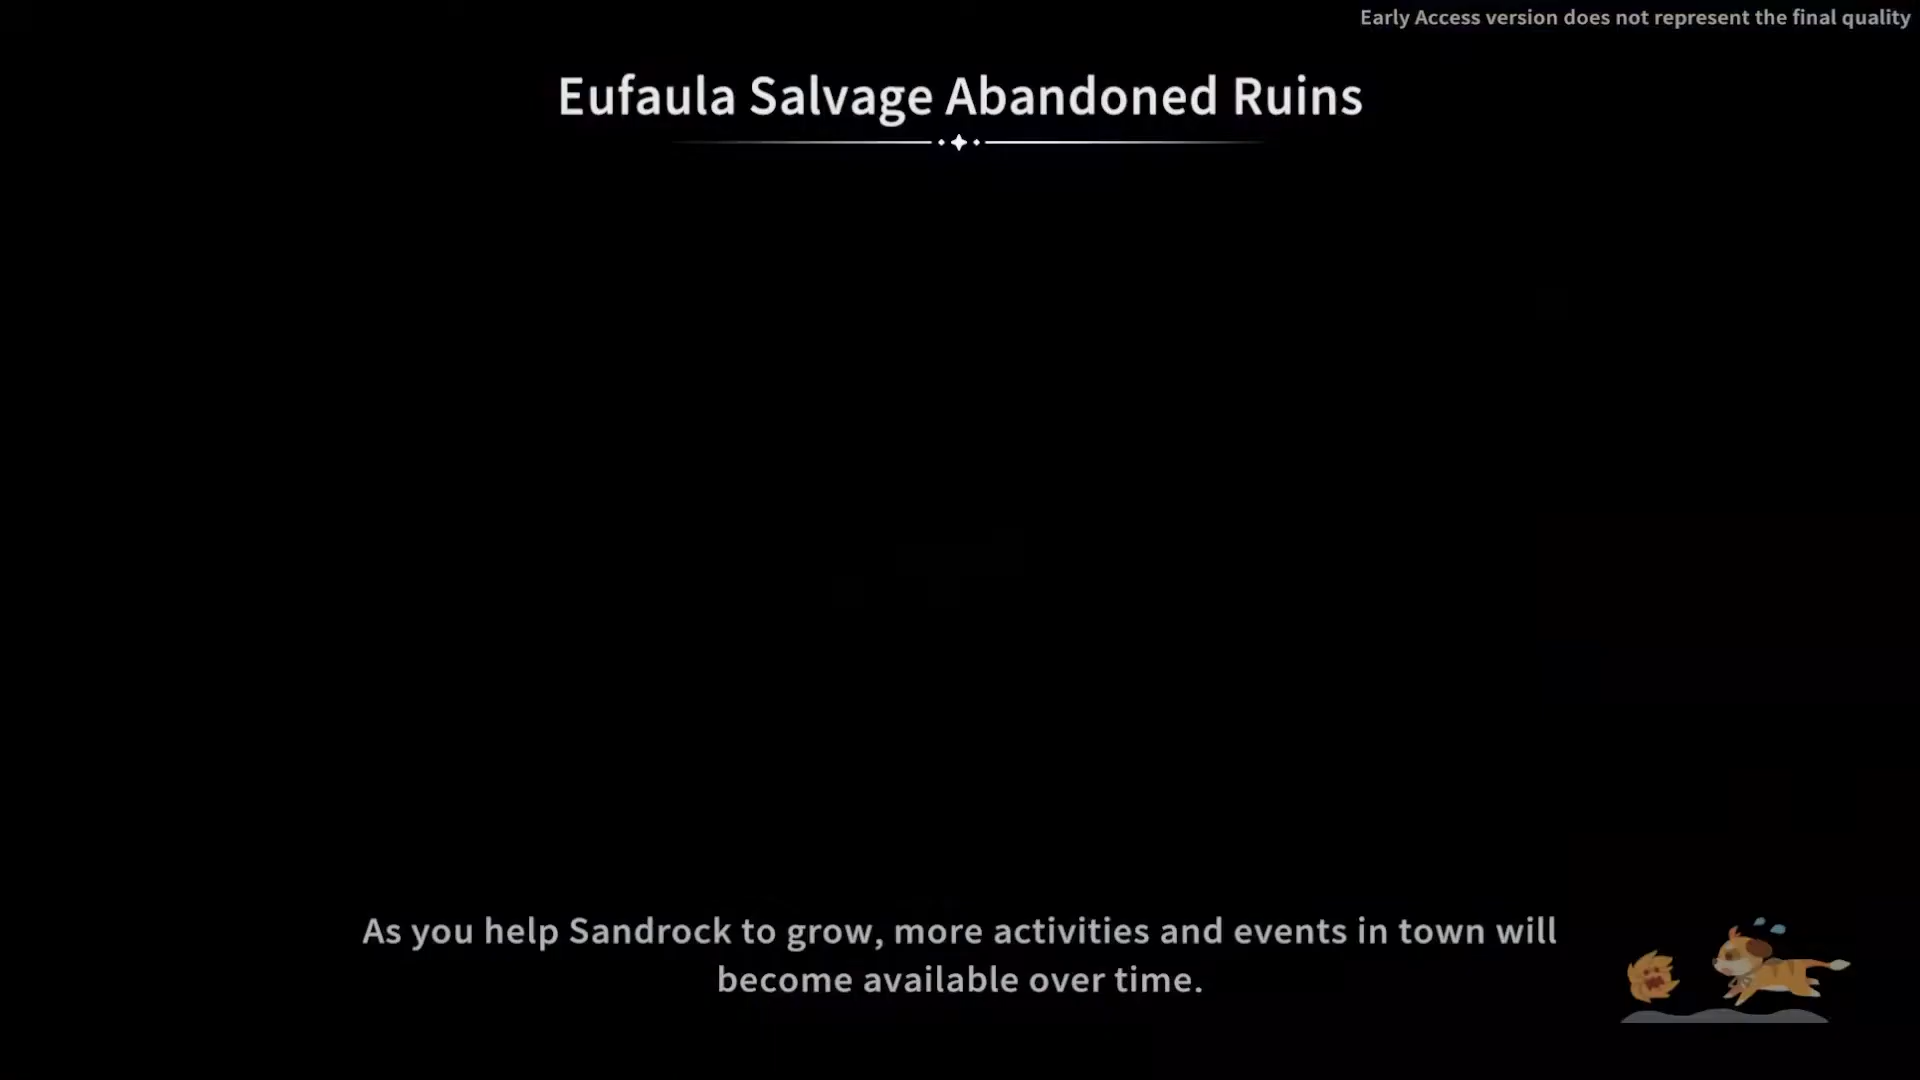 Early Access version does not represent the final quality
Eufaula Salvage Abandoned Ruins
As you help Sandrock to grow, more activities and events in town will
become available over time.